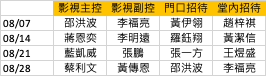 影視主控 影視副控 門口招待 堂內招待
08/07 邵洪波 李福亮 黃伊翎 趙梓祺
08/14 蔣恩奕 李明遠 羅鈺翔 黃潔信
08/21 藍凱威 張鵬 張一方 王煜盛
08/28 蔡利文 黃傳恩 邵洪波 李福亮